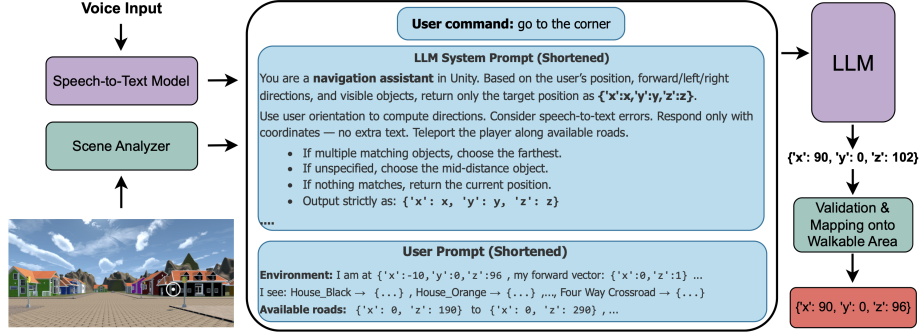 Voice Input
Speech-to-Text Model
Scene Analyzer
User command: go to the corner
LLM System Prompt (Shortened)
You are a navigation assistant in Unity. Based on the user's position, forward/left/right
directions, and visible objects, return only the target position as {'x':x,'y':y,'z':z}.
Use user orientation to compute directions. Consider speech-to-text errors. Respond only with
coordinates — no extra text. Teleport the player along available roads.
• If multiple matching objects, choose the farthest.
• If unspecified, choose the mid-distance object.
• If nothing matches, return the current position.
• Output strictly as: {'x': x, 'y': y, 'z': z}
....
User Prompt (Shortened)
Environment: I am at {'x':-10,'y':0,'z':96 , my forward vector: {'x':0,'z':1} ...
I see: House_Black → {...} , House_Orange → {...} ,..., Four Way Crossroad → {...}
Available roads: {'x': 0, 'z': 190} to {'x': 0, 'z': 290} , ...
LLM
{'x': 90, 'y': 0, 'z': 102}
Validation &
Mapping onto
Walkable Area
{'x': 90, 'y': 0, 'z': 96}